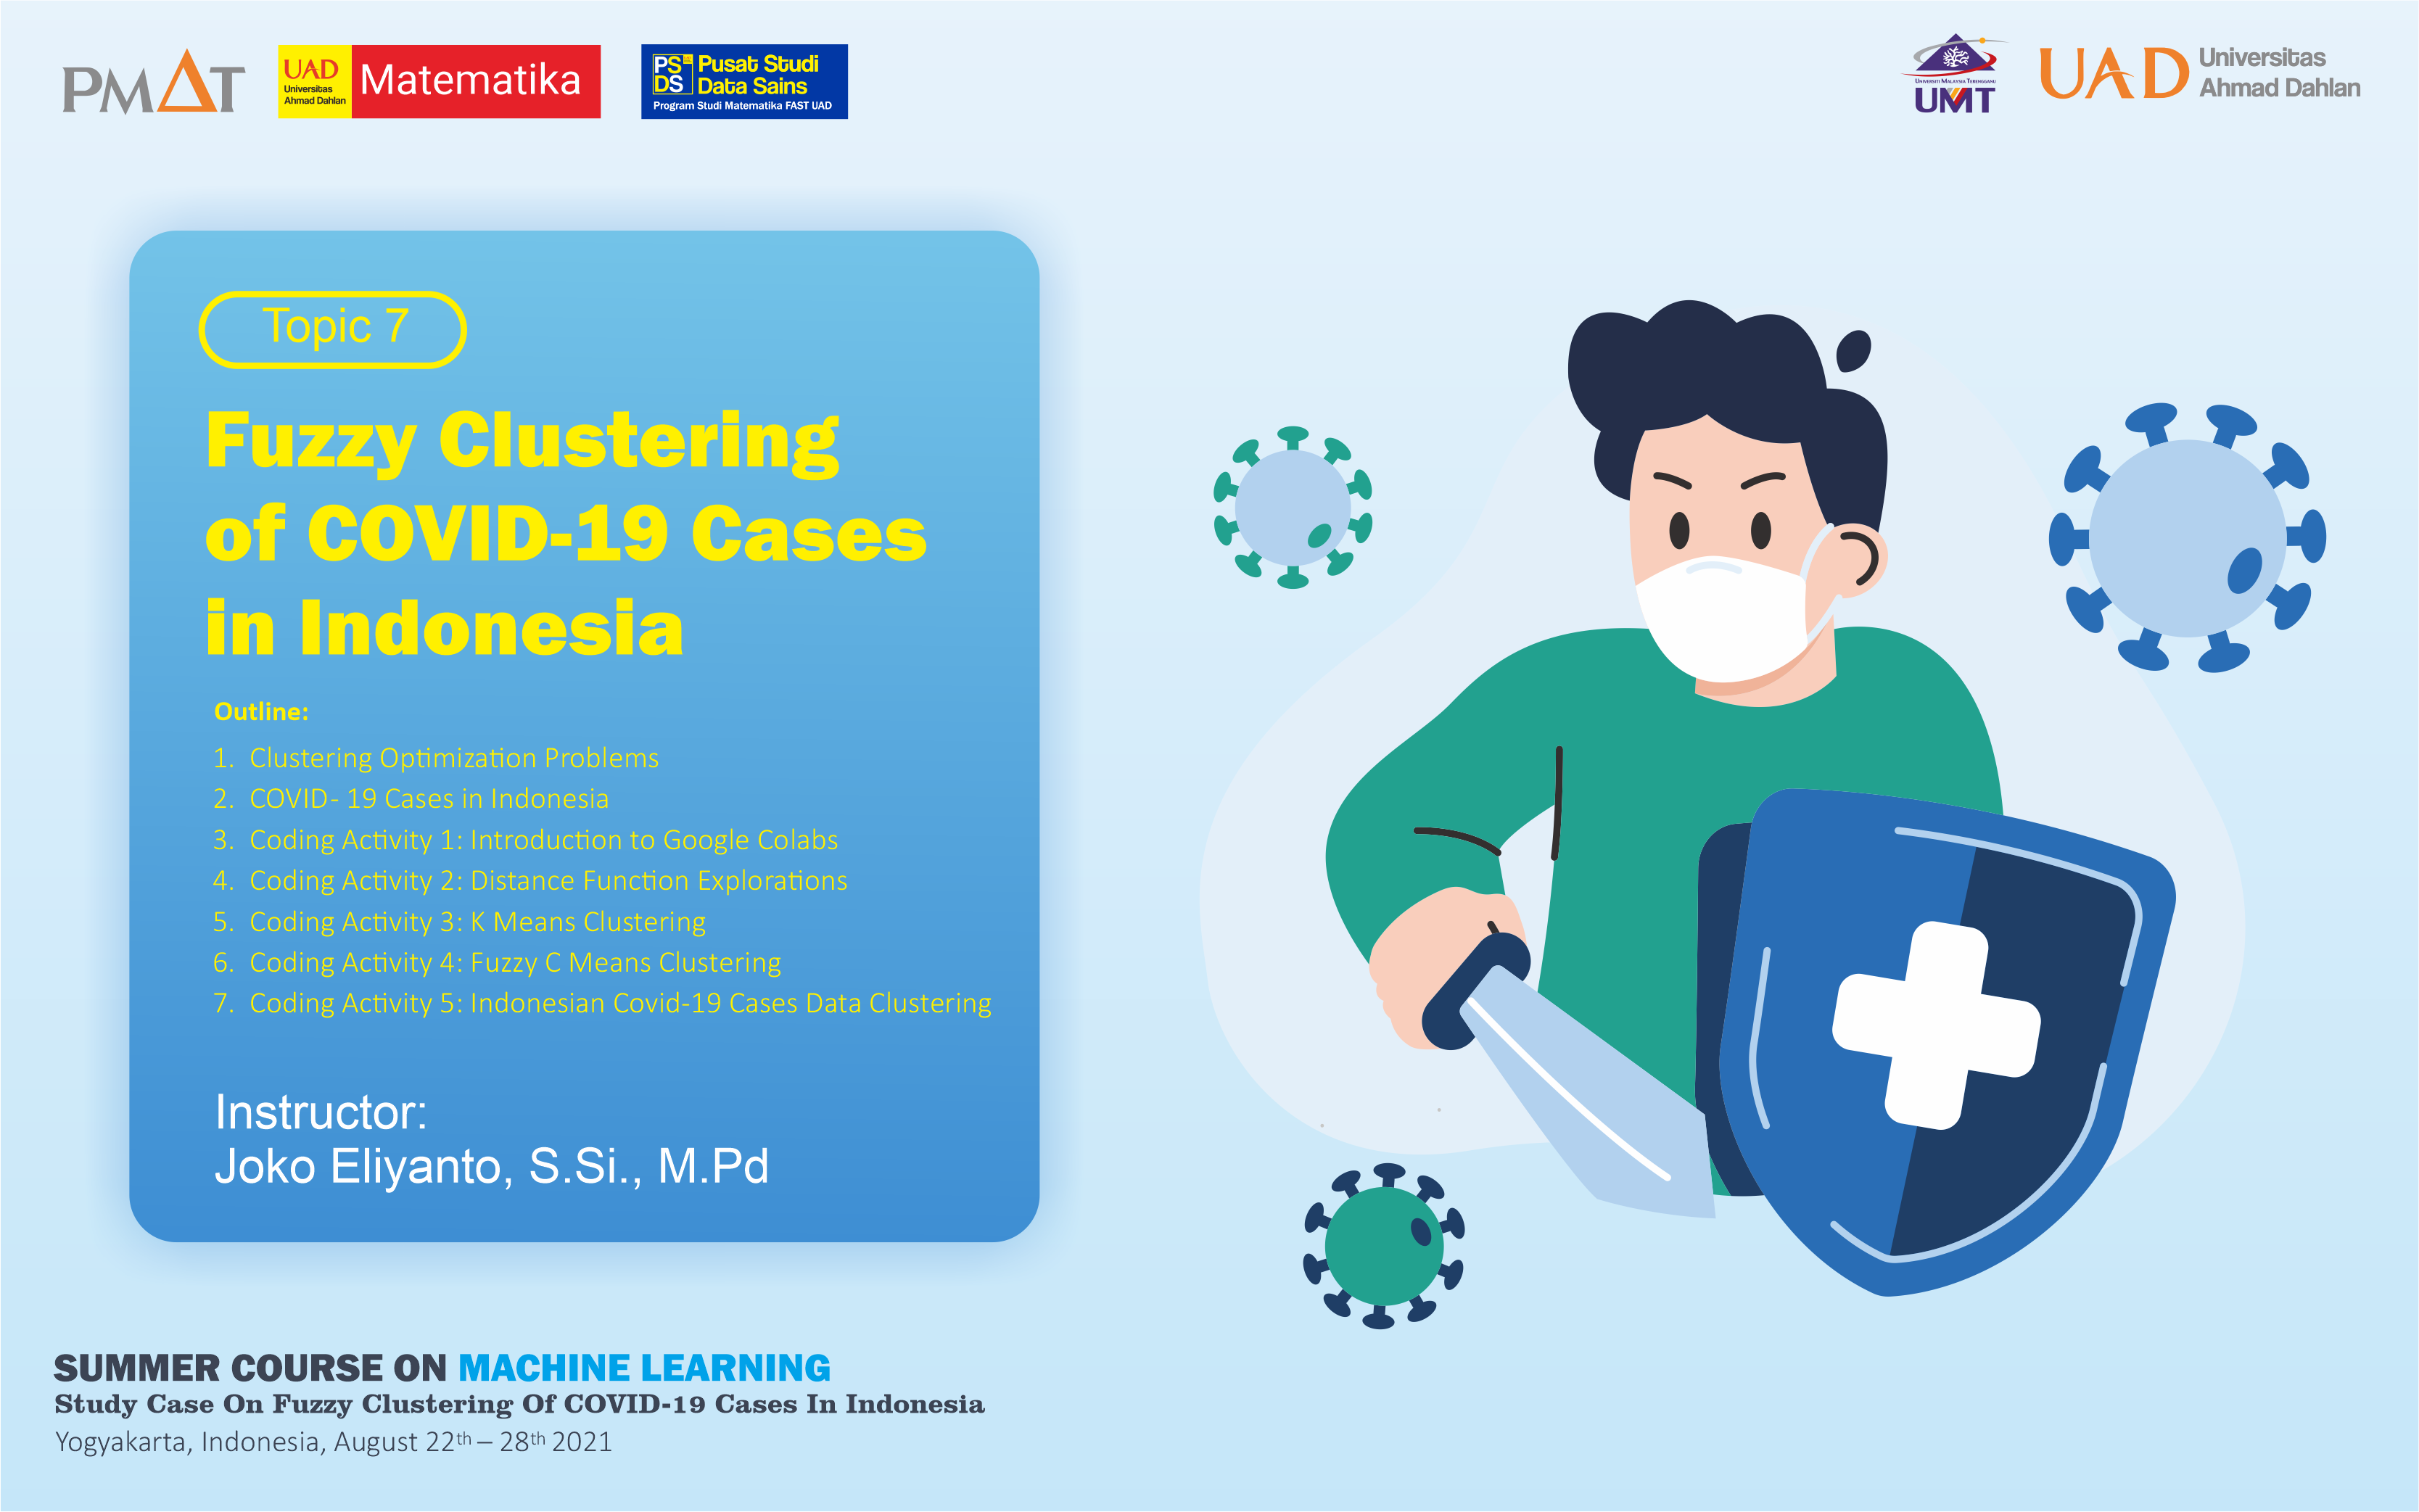 PMAT
UAD
Universitas
Ahmad Dahlan
Matematika
PS
DS
Pusat Studi
Data Sains
Program Studi Matematika FAST UAD
UNIVERSITI MALAYSIA TERENGGANU
UMT
UAD
Universitas
Ahmad Dahlan
Topic 7
Fuzzy Clustering
of COVID-19 Cases
in Indonesia
Outline:
1. Clustering Optimization Problems
2. COVID- 19 Cases in Indonesia
3. Coding Activity 1: Introduction to Google Colabs
4. Coding Activity 2: Distance Function Explorations
5. Coding Activity 3: K Means Clustering
6. Coding Activity 4: Fuzzy C Means Clustering
7. Coding Activity 5: Indonesian Covid-19 Cases Data Clustering
Instructor:
Joko Eliyanto, S.Si., M.Pd
SUMMER COURSE ON MACHINE LEARNING
Study Case On Fuzzy Clustering Of COVID-19 Cases In Indonesia
Yogyakarta, Indonesia, August 22th – 28th 2021